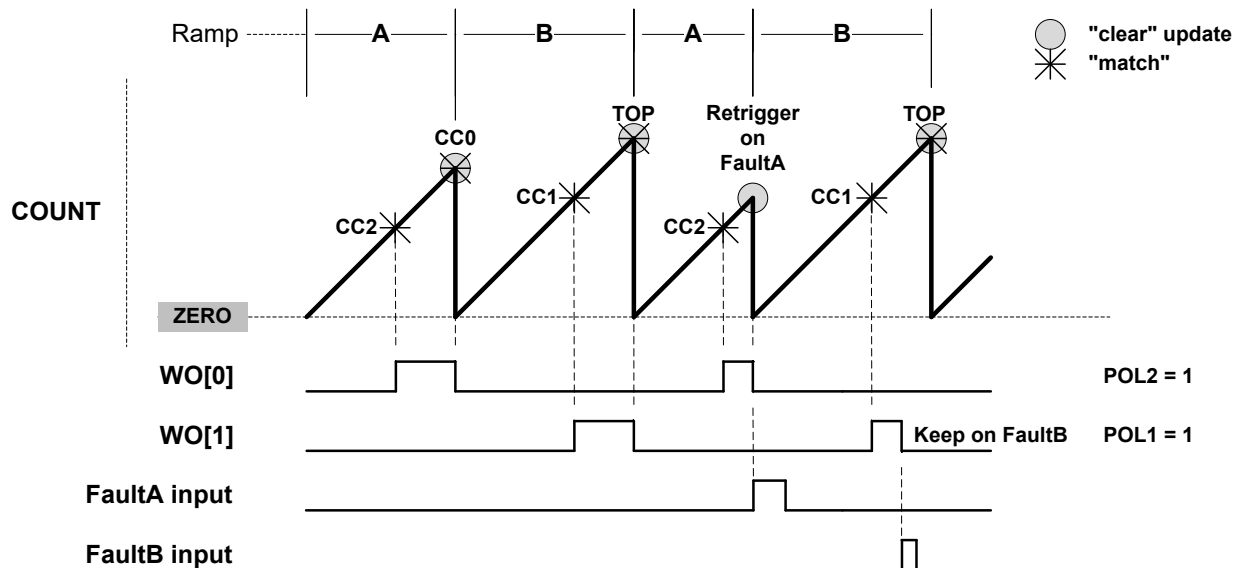 Ramp A B A B
"clear" update
"match"
TOP Retrigger TOP
CC0 on
FaultA
CC1 CC1
COUNT
CC2 CC2
ZERO
WO[0] POL2 = 1
WO[1] Keep on FaultB POL1 = 1
FaultA input
FaultB input